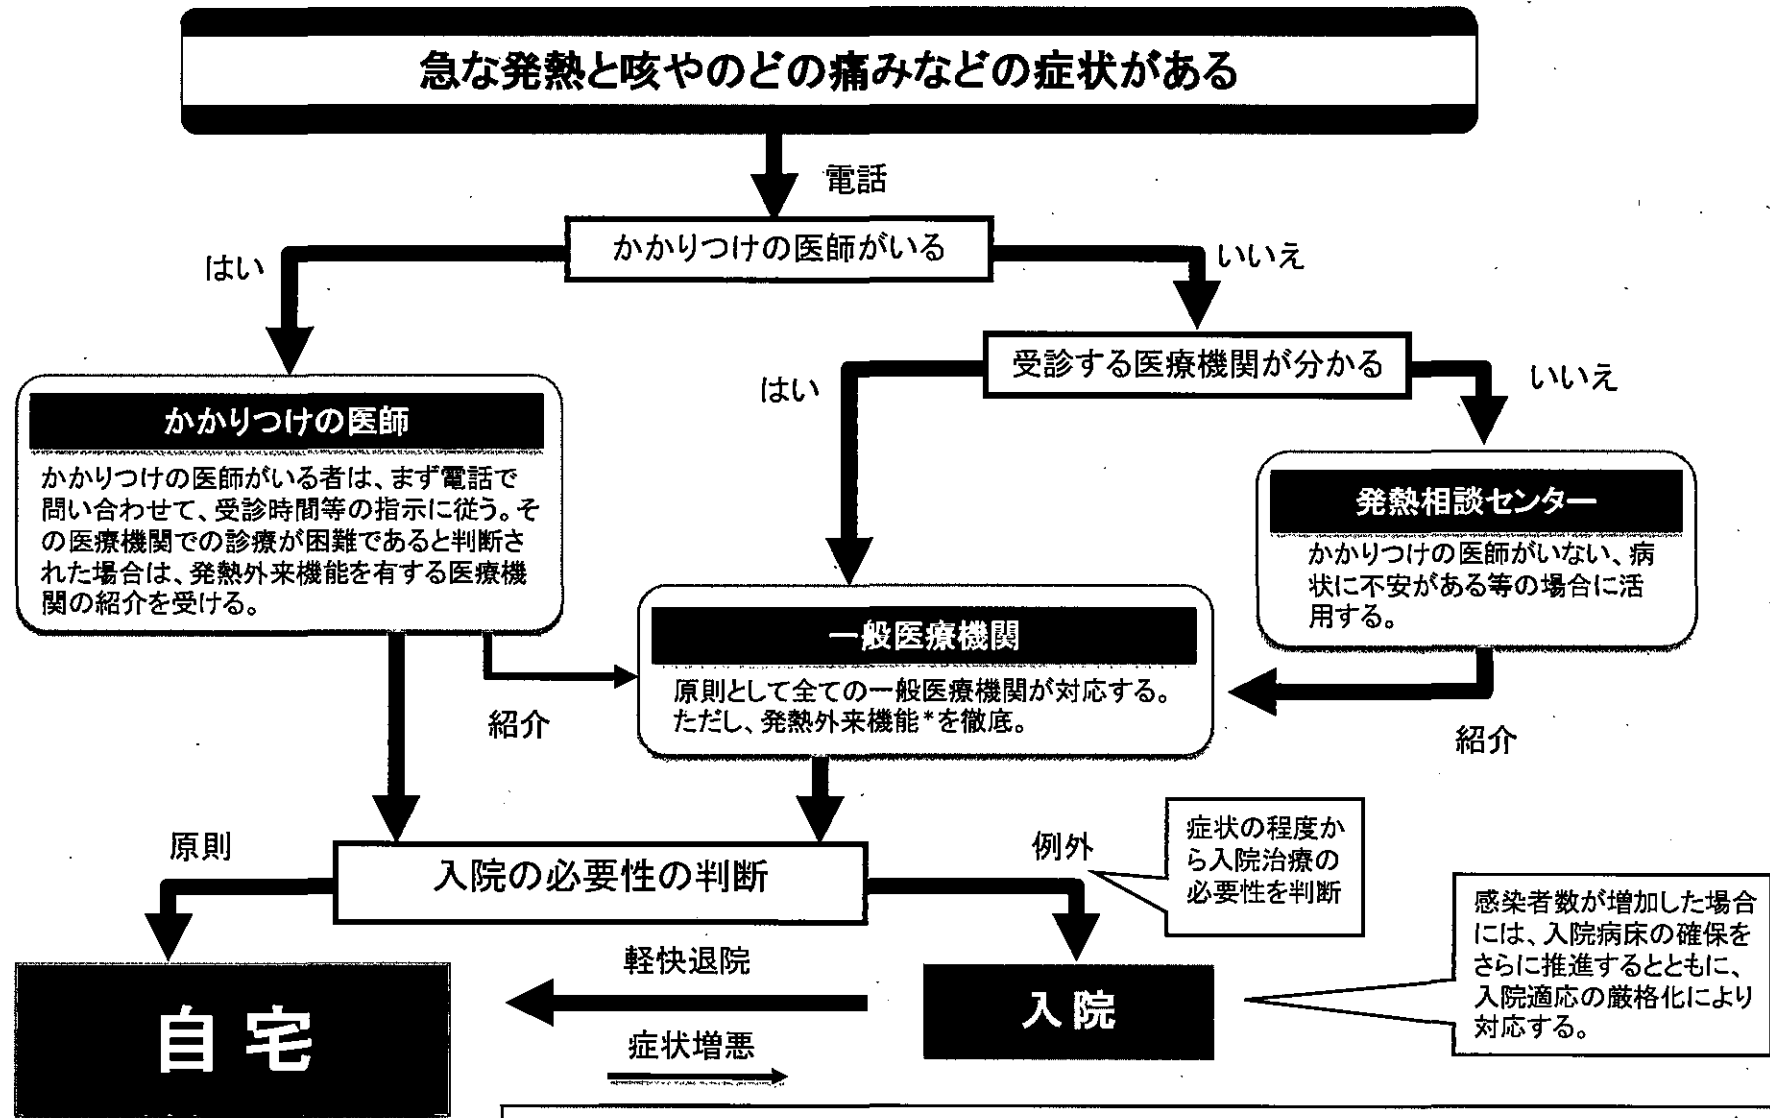 急な発熱と咳やのどの痛みなどの症状がある
電話
かかりつけの医師がいる
はい
いいえ
受診する医療機関が分かる
はい
いいえ
かかりつけの医師
かかりつけの医師がいる者は、まず電話で
問い合わせて、受診時間等の指示に従う。そ
の医療機関での診療が困難であると判断さ
れた場合は、発熱外来機能を有する医療機
関の紹介を受ける。
発熱相談センター
かかりつけの医師がいない、病
状に不安がある等の場合に活
用する。
一般医療機関
原則として全ての一般医療機関が対応する。
ただし、発熱外来機能*を徹底。
紹介
紹介
原則
入院の必要性の判断
例外
症状の程度か
ら入院治療の
必要性を判断
感染者数が増加した場合
には、入院病床の確保を
さらに推進するとともに、
入院適応の厳格化により
対応する。
自宅
軽快退院
症状増悪
入院